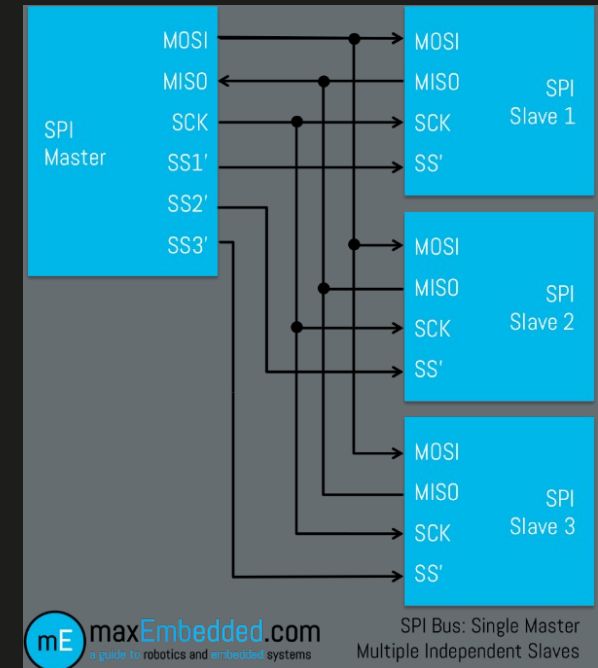 SPI
Master
MOSI
MISO
SCK
SS1'
SS2'
SS3'
MOSI
MISO
SCK
SS'
SPI
Slave 1
MOSI
MISO
SCK
SS'
SPI
Slave 2
MOSI
MISO
SCK
SS'
SPI
Slave 3
mE
maxEmbedded.com
a guide to robotics and embedded systems
SPI Bus: Single Master
Multiple Independent Slaves